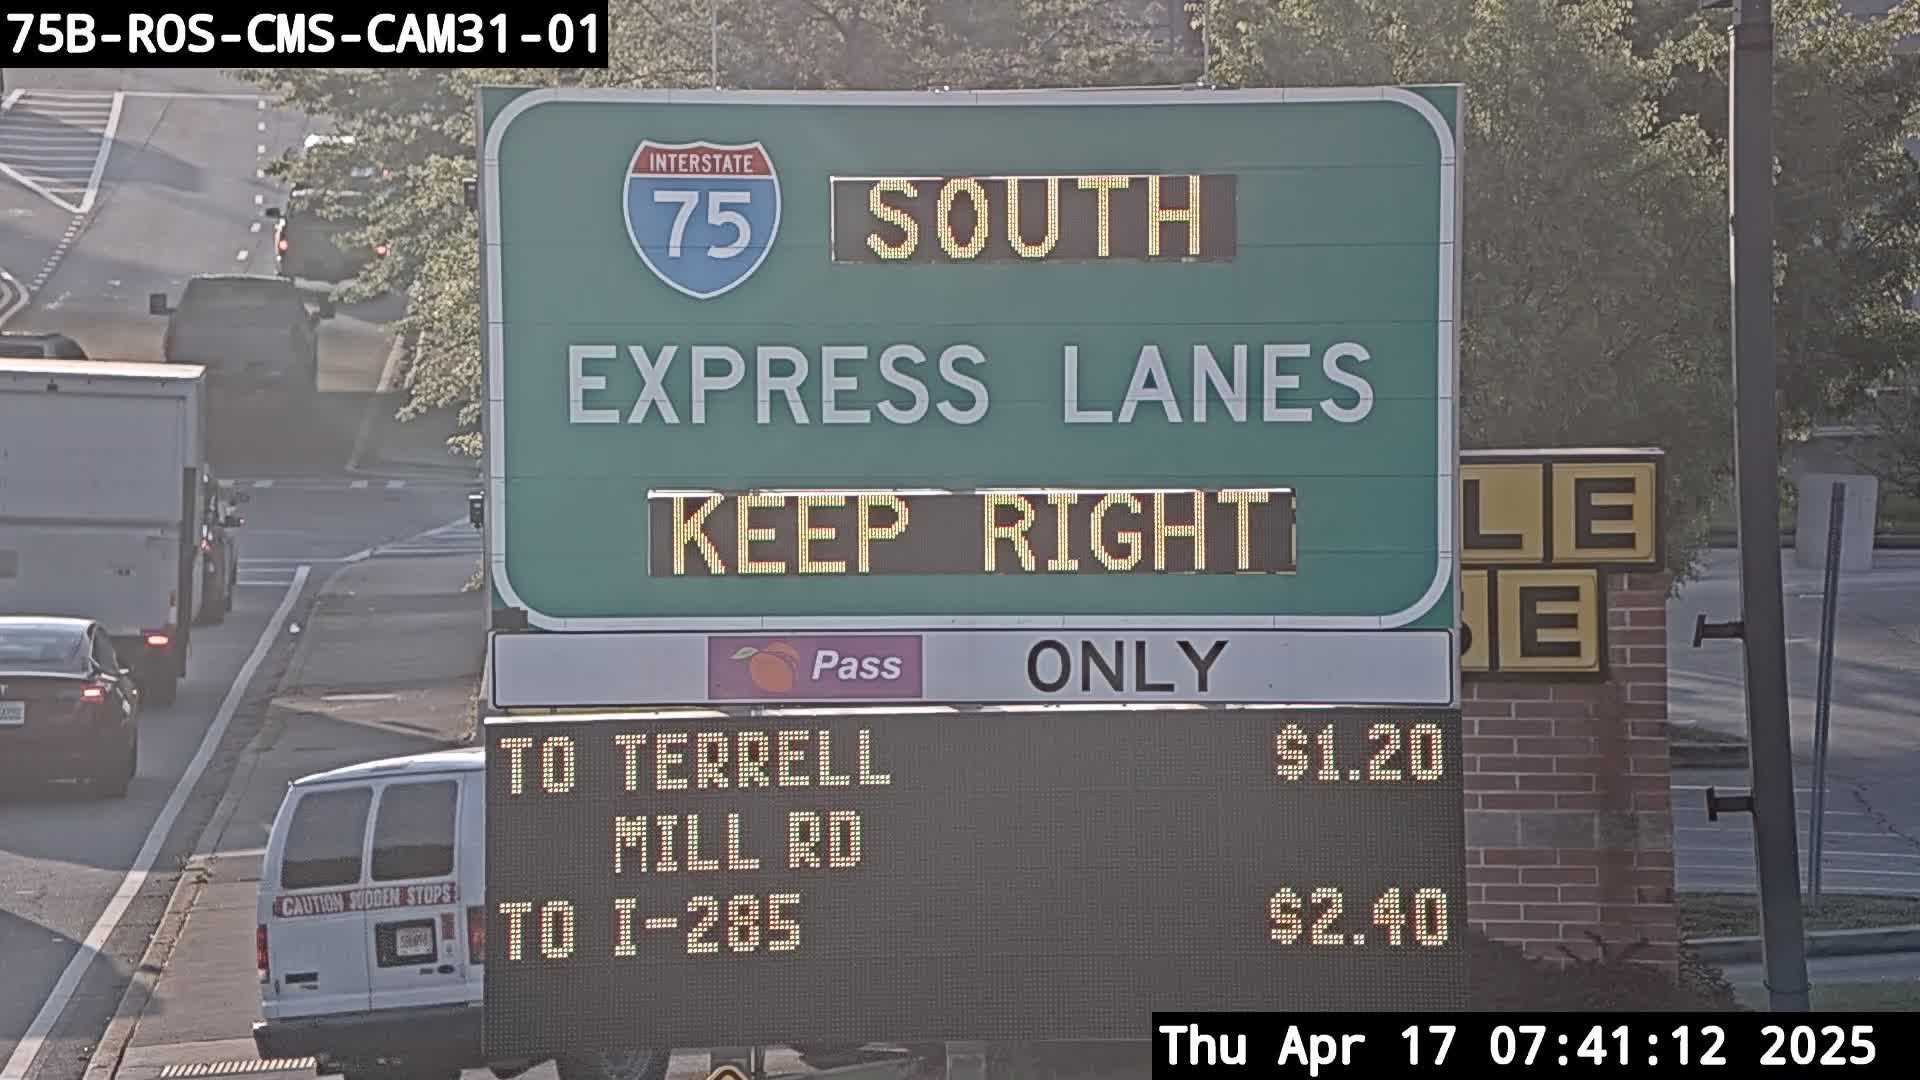 75B-ROS-CMS-CAM31-01
INTERSTATE
75
SOUTH
EXPRESS LANES
KEEP RIGHT
Pass ONLY
TO TERRELL $1.20
MILL RD
TO I-285 $2.40
LE
E
CAUTION SUDDEN STOPS
Thu Apr 17 07:41:12 2025